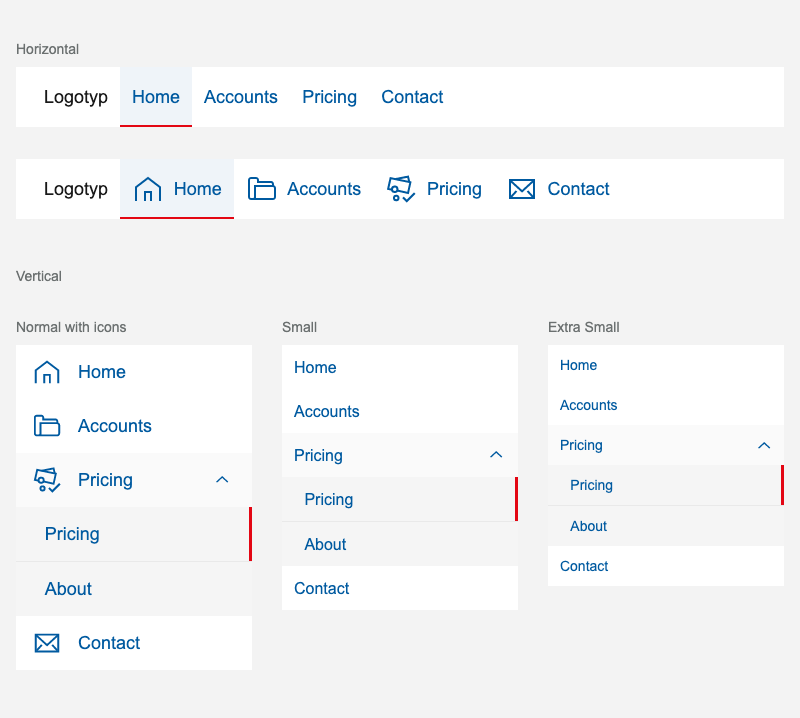 Horizontal
Logotyp Home Accounts Pricing Contact
Logotyp Home Accounts Pricing Contact
Vertical
Normal with icons
Home
Accounts
Pricing
Pricing
About
Contact
Small
Home
Accounts
Pricing
Pricing
About
Contact
Extra Small
Home
Accounts
Pricing
Pricing
About
Contact